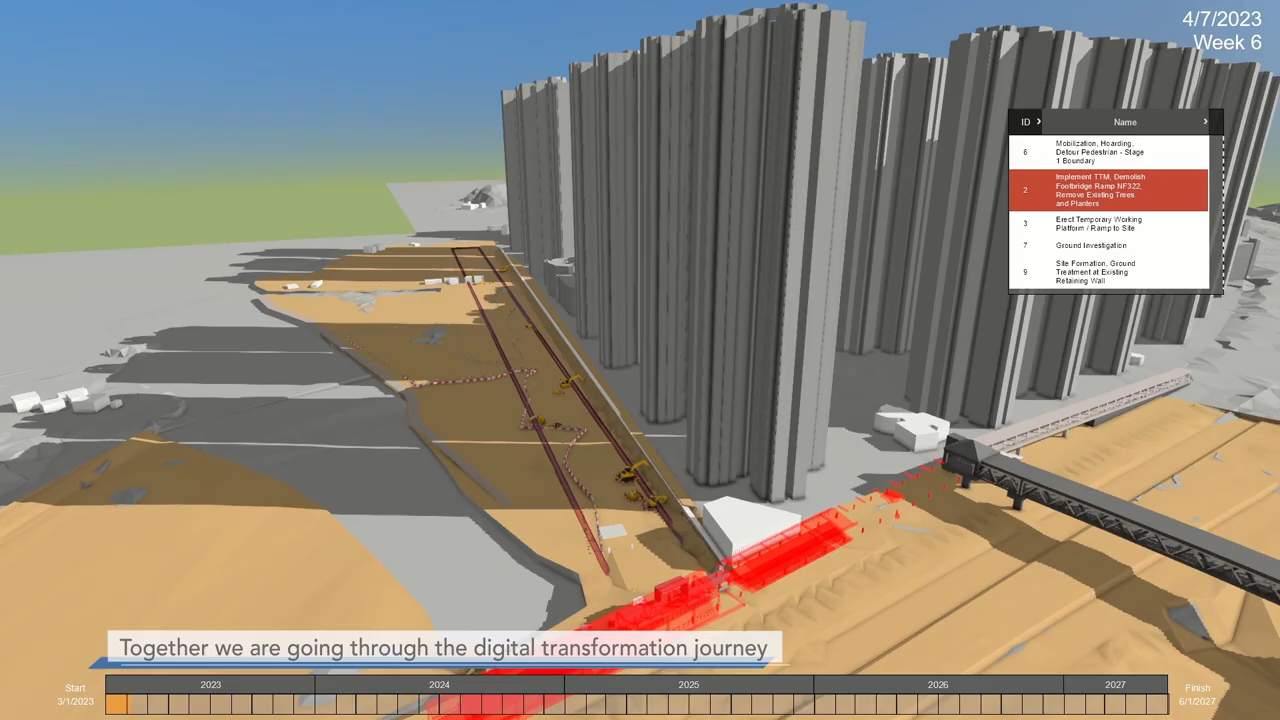 4/7/2023
Week 6
ID > Name >
6 Mobilization, Hoarding,
Detour Pedestrian - Stage
1 Boundary
2 Implement TTM, Demolish
Footbridge Ramp NF322,
Remove Existing Trees
and Planters
3 Erect Temporary Working
Platform / Ramp to Site
7 Ground Investigation
9 Site Formation, Ground
Treatment at Existing
Retaining Wall
Together we are going through the digital transformation journey
Start
3/1/2023
2023 2024 2025 2026 2027
Finish
6/1/2027